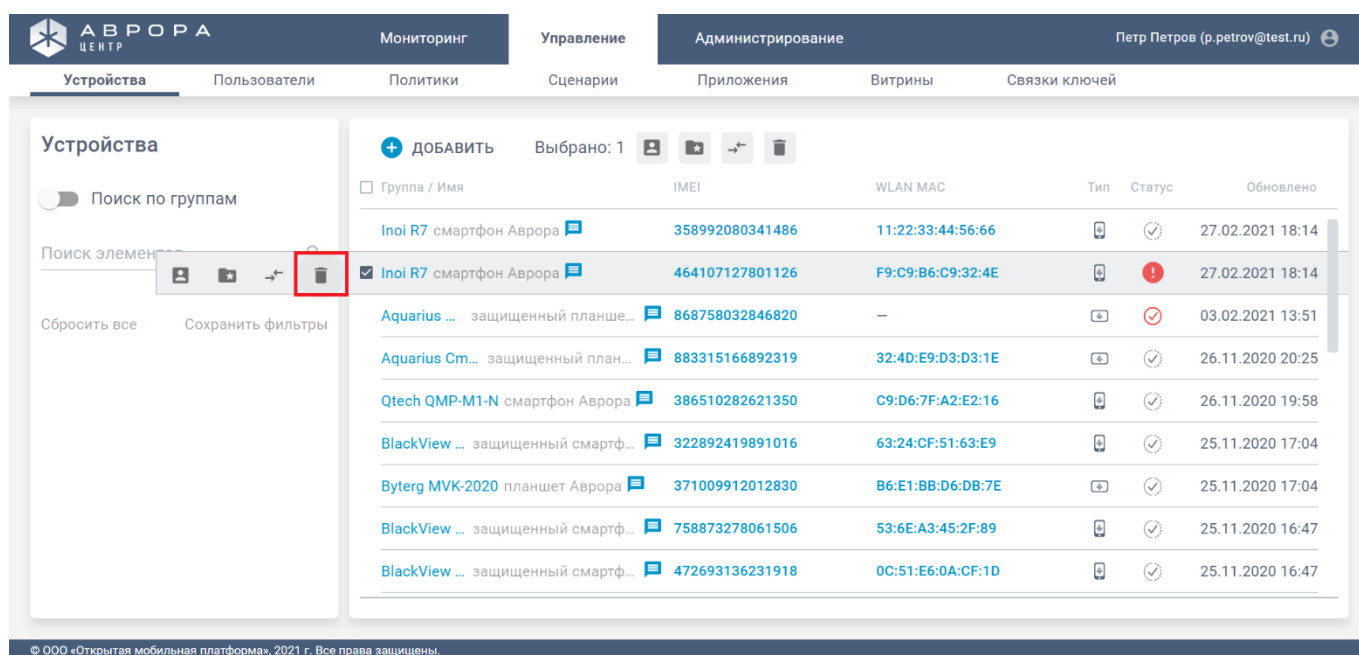 АВРОРА
ЦЕНТР
Мониторинг Управление Администрирование Петр Петров (p.petrov@test.ru)
Устройства Пользователи Политики Сценарии Приложения Витрины Связки ключей
Устройства
Поиск по группам
Поиск
Сбросить все Сохранить фильтры
ДОБАВИТЬ Выбрано: 1
Группа / Имя IMEI WLAN MAC Тип Статус Обновлено
Inoi R7 смартфон Аврора 358992080341486 11:22:33:44:56:66 27.02.2021 18:14
Inoi R7 смартфон Аврора 464107127801126 F9:C9:B6:C9:32:4E 27.02.2021 18:14
Aquarius ... защищенный планше... 868758032846820 — 03.02.2021 13:51
Aquarius Cm... защищенный план... 883315166892319 32:4D:E9:D3:D3:1E 26.11.2020 20:25
Qtech QMP-M1-N смартфон Аврора 386510282621350 C9:D6:7F:A2:E2:16 26.11.2020 19:58
BlackView ... защищенный смартф... 322892419891016 63:24:CF:51:63:E9 25.11.2020 17:04
Byterg MVK-2020 планшет Аврора 371009912012830 B6:E1:BB:D6:DB:7E 25.11.2020 17:04
BlackView ... защищенный смартф... 758873278061506 53:6E:A3:45:2F:89 25.11.2020 16:47
BlackView ... защищенный смартф... 472693136231918 0C:51:E6:0A:CF:1D 25.11.2020 16:47
© ООО «Открытая мобильная платформа», 2021 г. Все права защищены.